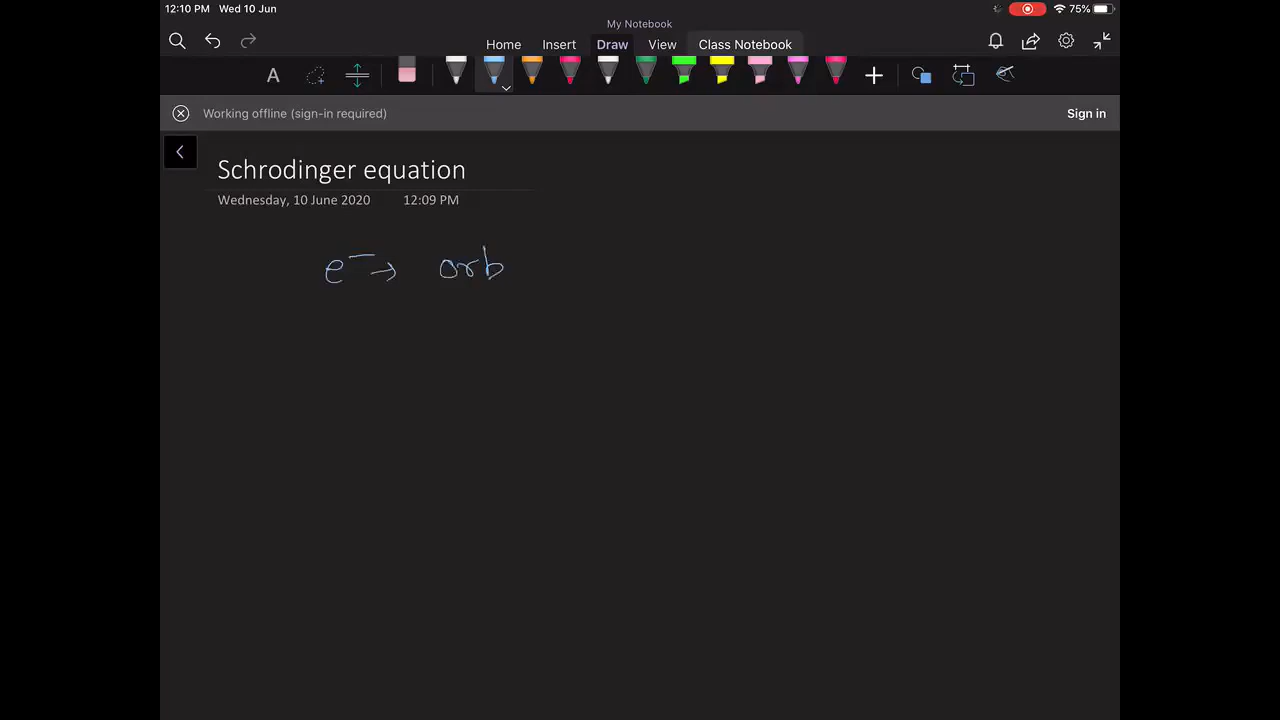 12:10 PM Wed 10 Jun
75%
My Notebook
Home Insert Draw View Class Notebook
A
Working offline (sign-in required) Sign in
Schrodinger equation
Wednesday, 10 June 2020 12:09 PM
e⁻→ orb